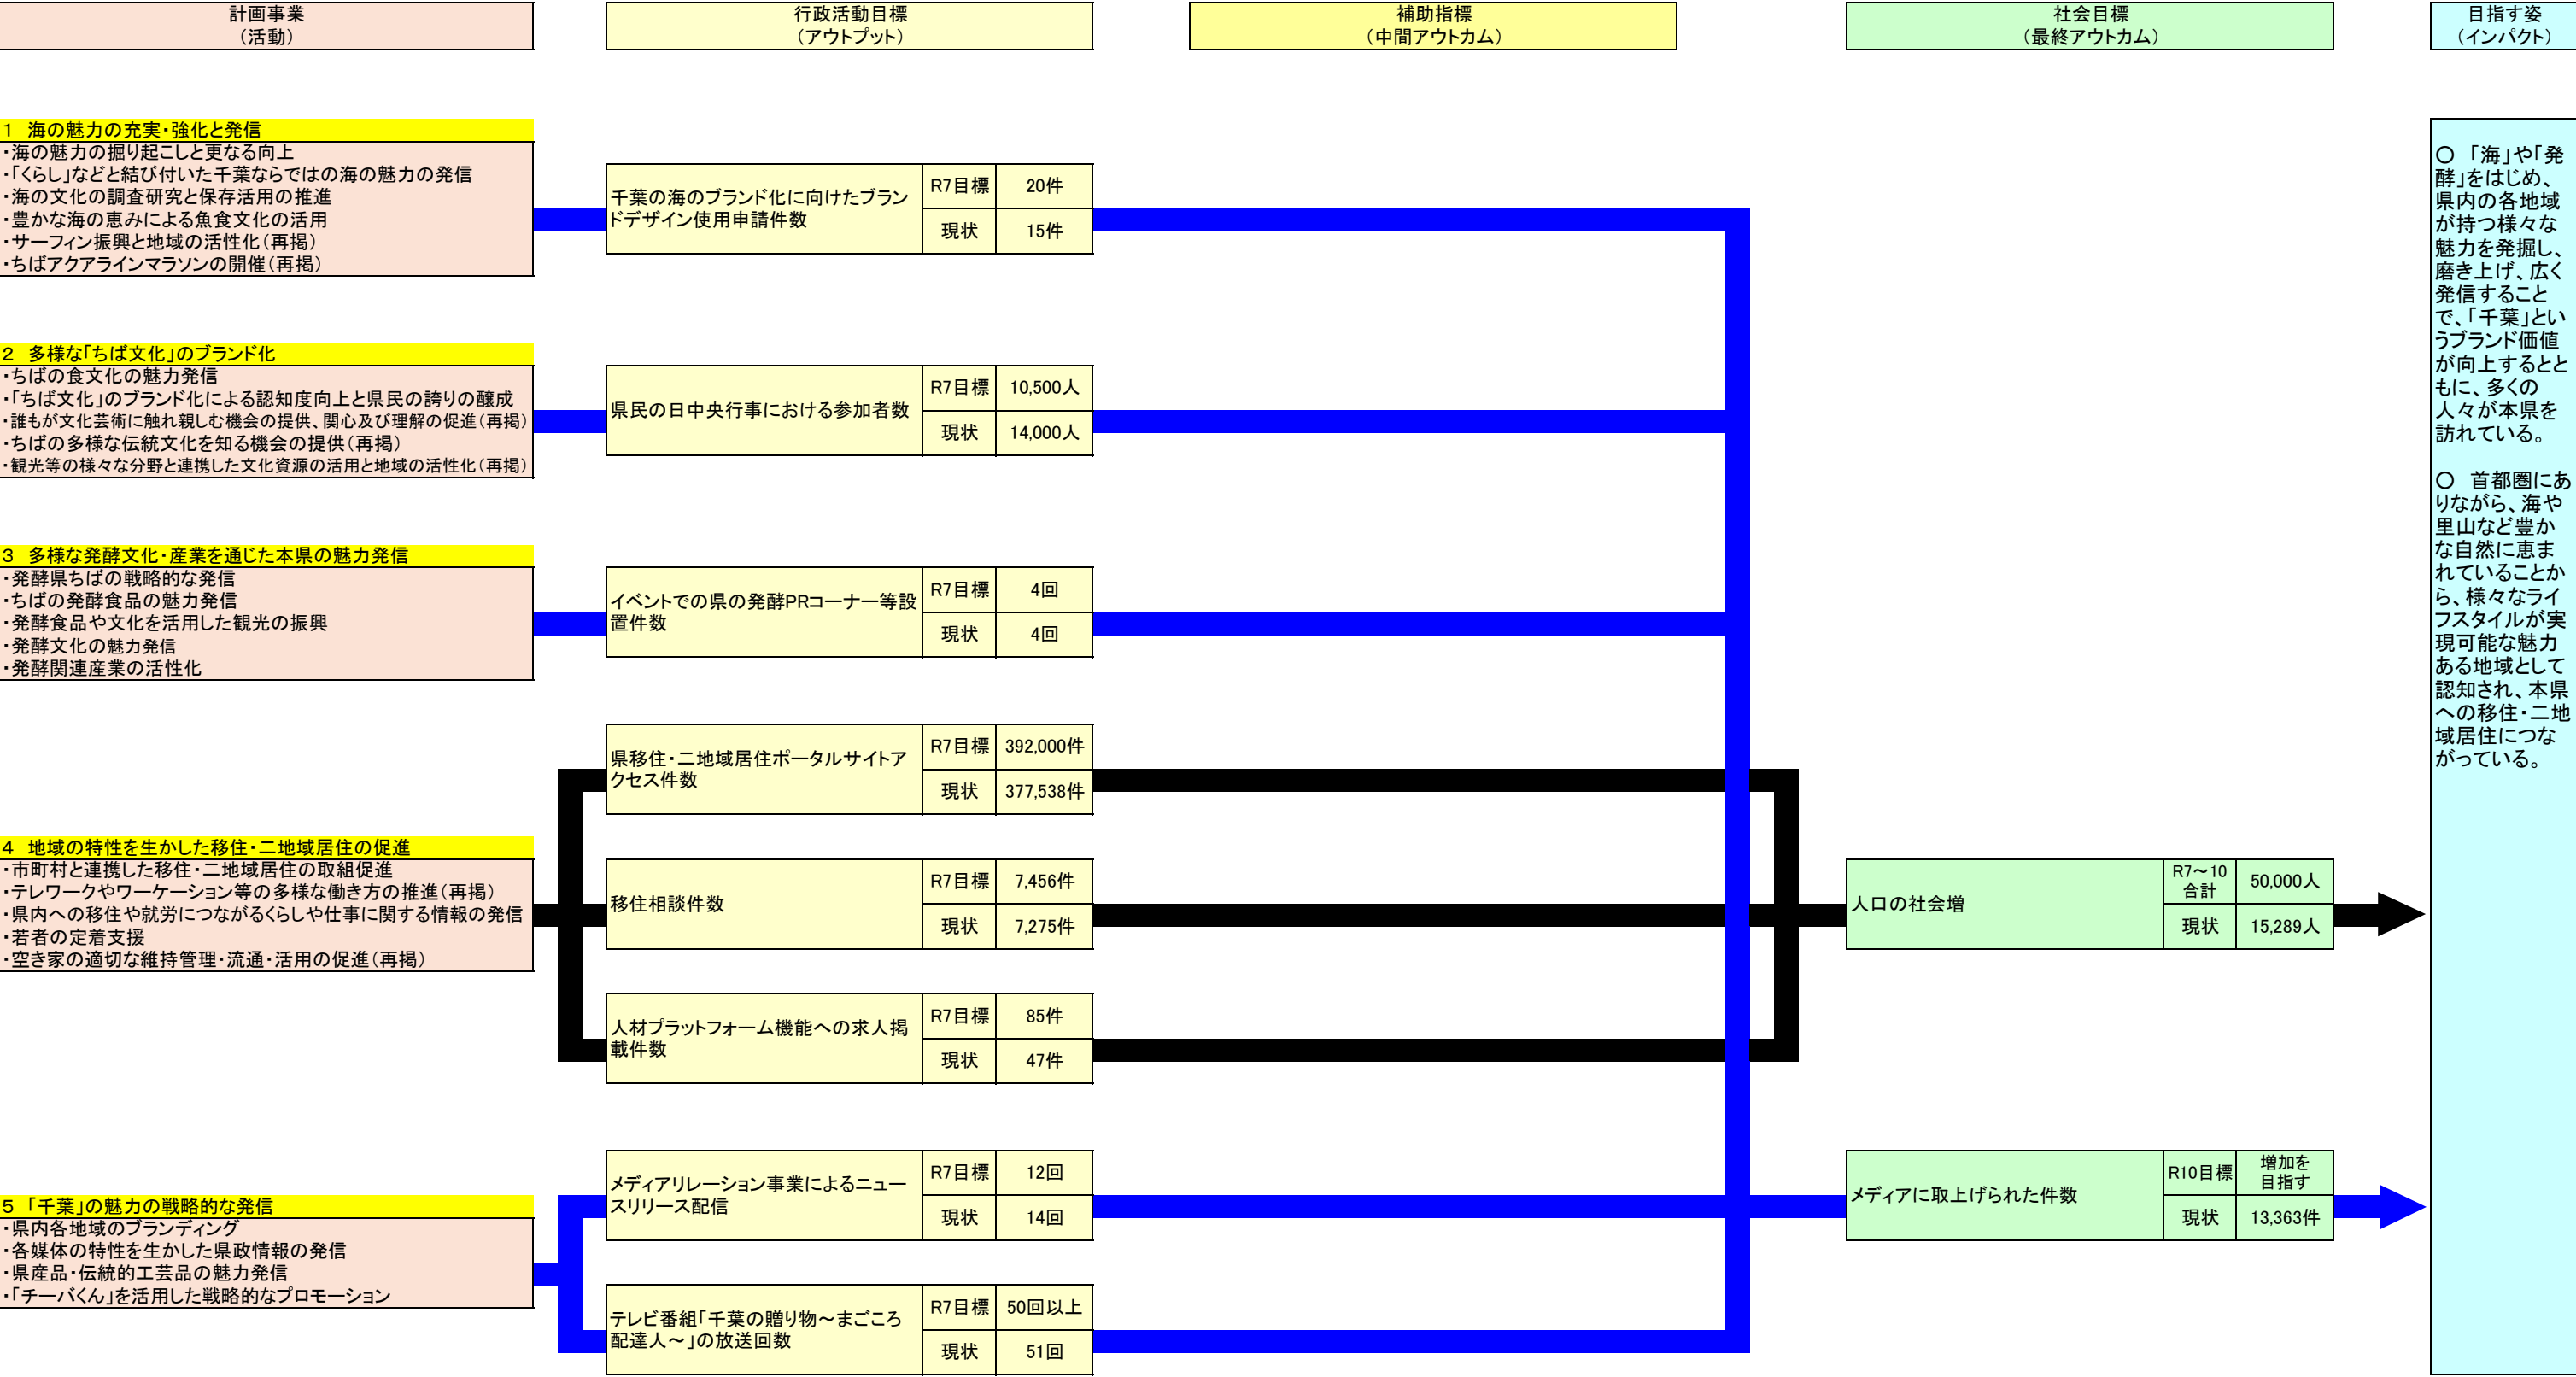 計画事業
（活動）
行政活動目標
（アウトプット）
補助指標
（中間アウトカム）
社会目標
（最終アウトカム）
目指す姿
（インパクト）
1　海の魅力の充実・強化と発信
・海の魅力の掘り起こしと更なる向上
・「くらし」などと結び付いた千葉ならではの海の魅力の発信
・海の文化の調査研究と保存活用の推進
・豊かな海の恵みによる魚食文化の活用
・サーフィン振興と地域の活性化（再掲）
・ちばアクアラインマラソンの開催（再掲）
千葉の海のブランド化に向けたブラン
ドデザイン使用申請件数
R7目標
20件
現状
15件
2　多様な「ちば文化」のブランド化
・ちばの食文化の魅力発信
・「ちば文化」のブランド化による認知度向上と県民の誇りの醸成
・誰もが文化芸術に触れ親しむ機会の提供、関心及び理解の促進（再掲）
・ちばの多様な伝統文化を知る機会の提供（再掲）
・観光等の様々な分野と連携した文化資源の活用と地域の活性化（再掲）
県民の日中央行事における参加者数
R7目標
10,500人
現状
14,000人
3　多様な発酵文化・産業を通じた本県の魅力発信
・発酵県ちばの戦略的な発信
・ちばの発酵食品の魅力発信
・発酵食品や文化を活用した観光の振興
・発酵文化の魅力発信
・発酵関連産業の活性化
イベントでの県の発酵PRコーナー等設
置件数
R7目標
4回
現状
4回
4　地域の特性を生かした移住・二地域居住の促進
・市町村と連携した移住・二地域居住の取組促進
・テレワークやワーケーション等の多様な働き方の推進（再掲）
・県内への移住や就労につながるくらしや仕事に関する情報の発信
・若者の定着支援
・空き家の適切な維持管理・流通・活用の促進（再掲）
県移住・二地域居住ポータルサイトア
クセス件数
R7目標
392,000件
現状
377,538件
移住相談件数
R7目標
7,456件
現状
7,275件
人材プラットフォーム機能への求人掲
載件数
R7目標
85件
現状
47件
人口の社会増
R7～10
合計
50,000人
現状
15,289人
5　「千葉」の魅力の戦略的な発信
・県内各地域のブランディング
・各媒体の特性を生かした県政情報の発信
・県産品・伝統的工芸品の魅力発信
・「チーバくん」を活用した戦略的なプロモーション
メディアリレーション事業によるニュー
スリリース配信
R7目標
12回
現状
14回
テレビ番組「千葉の贈り物～まごころ
配達人～」の放送回数
R7目標
50回以上
現状
51回
メディアに取上げられた件数
R10目標
増加を
目指す
現状
13,363件
○　「海」や「発
酵」をはじめ、
県内の各地域
が持つ様々な
魅力を発掘し、
磨き上げ、広く
発信すること
で、「千葉」とい
うブランド価値
が向上するとと
もに、多くの
人々が本県を
訪れている。
○　首都圏にあ
りながら、海や
里山など豊か
な自然に恵ま
れていることか
ら、様々なライ
フスタイルが実
現可能な魅力
ある地域として
認知され、本県
への移住・二地
域居住につな
がっている。